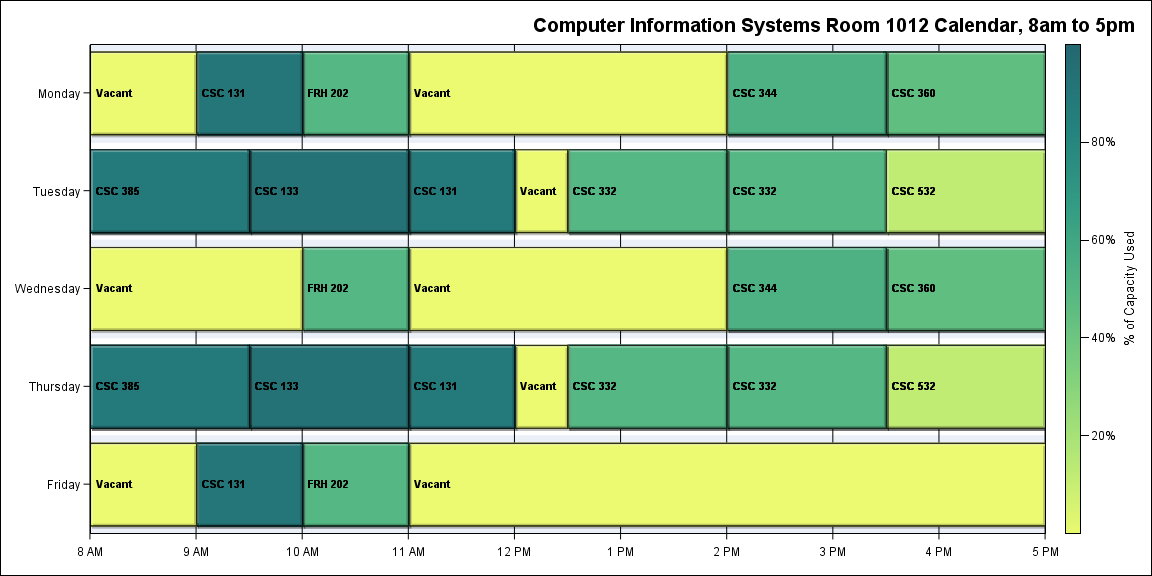 Computer Information Systems Room 1012 Calendar, 8am to 5pm
Monday Vacant CSC 131 FRH 202 Vacant CSC 344 CSC 360
80%
Tuesday CSC 385 CSC 133 CSC 131 Vacant CSC 332 CSC 332 CSC 532
60%
Wednesday Vacant FRH 202 Vacant CSC 344 CSC 360
% of Capacity Used
40%
Thursday CSC 385 CSC 133 CSC 131 Vacant CSC 332 CSC 332 CSC 532
20%
Friday Vacant CSC 131 FRH 202 Vacant
8 AM 9 AM 10 AM 11 AM 12 PM 1 PM 2 PM 3 PM 4 PM 5 PM